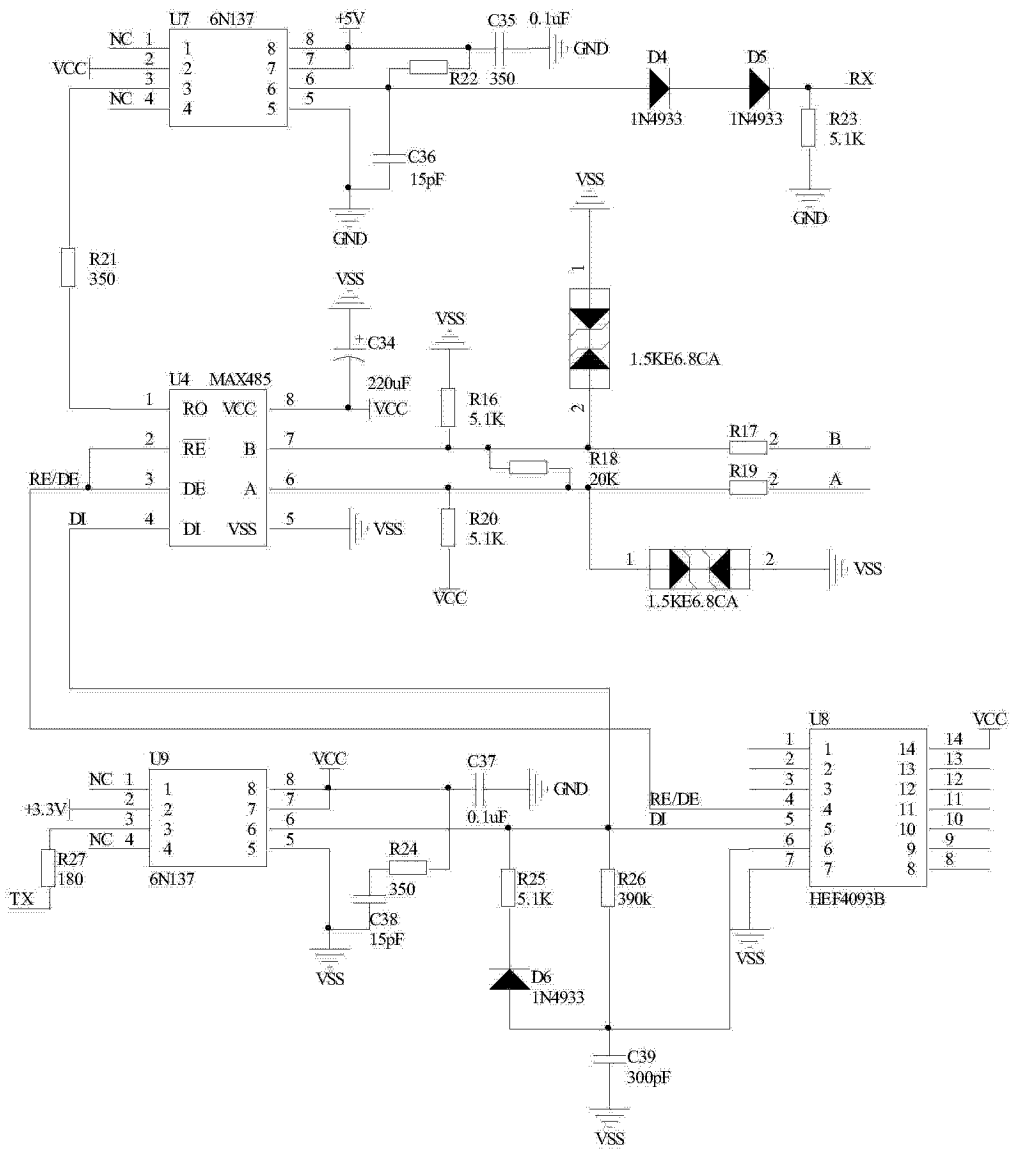 U7 6N137
NC 1 1 8 8
VCC 2 2 7 7
3 3 6 6
NC 4 4 5 5
+5V
C35 0.1uF
350
GND
R22
D4
1N4933
D5
1N4933
RX
R23
5.1K
GND
C36
15pF
GND
R21
350
VSS
+
C34
220uF
VCC
VSS
R16
5.1K
VSS
1
1.5KE6.8CA
2
U4 MAX485
1 RO VCC 8
2 RE B 7
3 DE A 6
4 DI VSS 5
RE/DE
DI
VSS
R18
20K
R17
2 B
R19
2 A
R20
5.1K
VCC
1 2
VSS
1.5KE6.8CA
U9
NC 1 1 8 8
+3.3V 2 2 7 7
3 3 6 6
NC 4 4 5 5
6N137
R27
180
TX
VCC
C37
0.1uF
GND
R24
350
C38
15pF
VSS
R25
5.1K
R26
390k
D6
1N4933
C39
300pF
VSS
RE/DE
DI
U8
VCC
1 1 14 14
2 2 13 13
3 3 12 12
4 4 11 11
5 5 10 10
6 6 9 9
7 7 8 8
HEF4093B
VSS